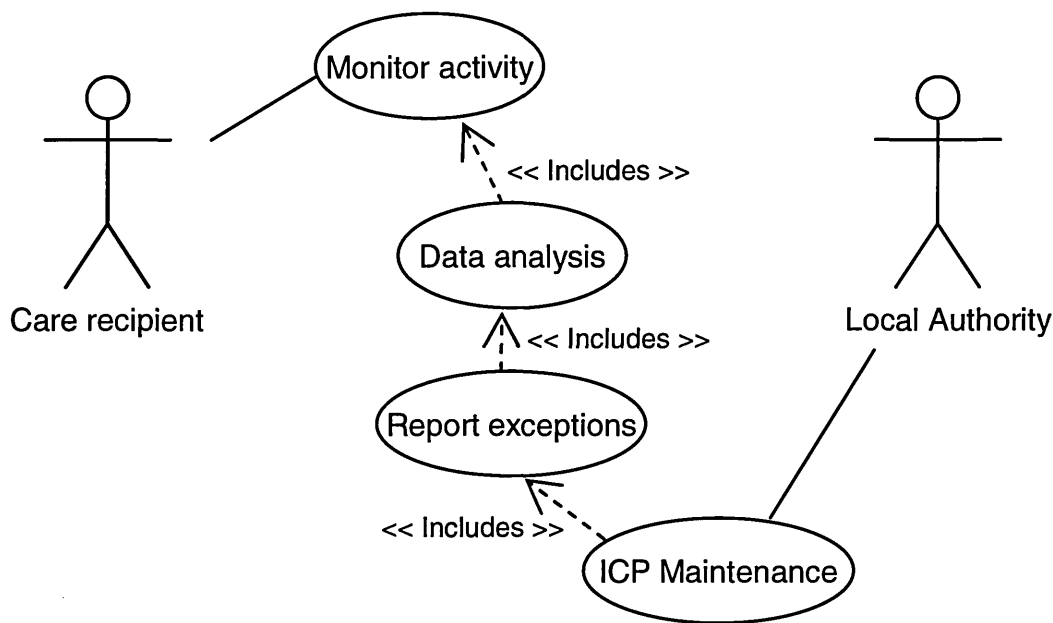 Monitor activity
<< Includes >>
Data analysis
Care recipient
Local Authority
<< Includes >>
Report exceptions
<< Includes >>
ICP Maintenance